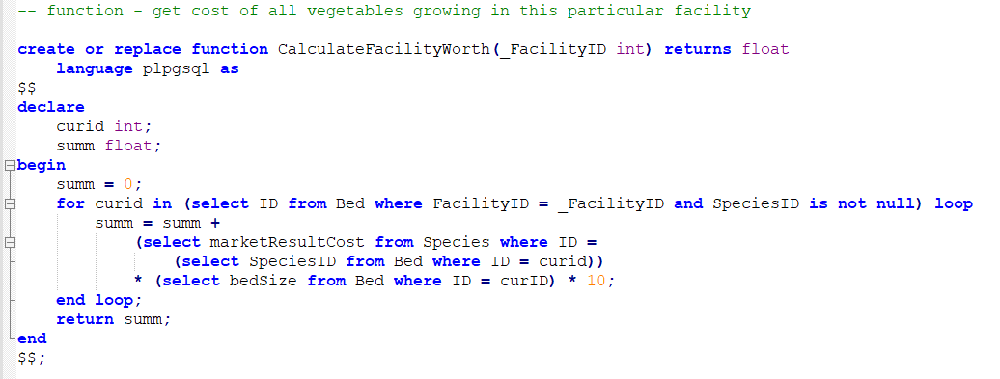 -- function - get cost of all vegetables growing in this particular facility
create or replace function CalculateFacilityWorth(_FacilityID int) returns float
language plpgsql as
$$
declare
curid int;
summ float;
begin
summ = 0;
for curid in (select ID from Bed where FacilityID = _FacilityID and SpeciesID is not null) loop
summ = summ +
(select marketResultCost from Species where ID =
(select SpeciesID from Bed where ID = curid))
* (select bedSize from Bed where ID = curID) * 10;
end loop;
return summ;
end
$$;